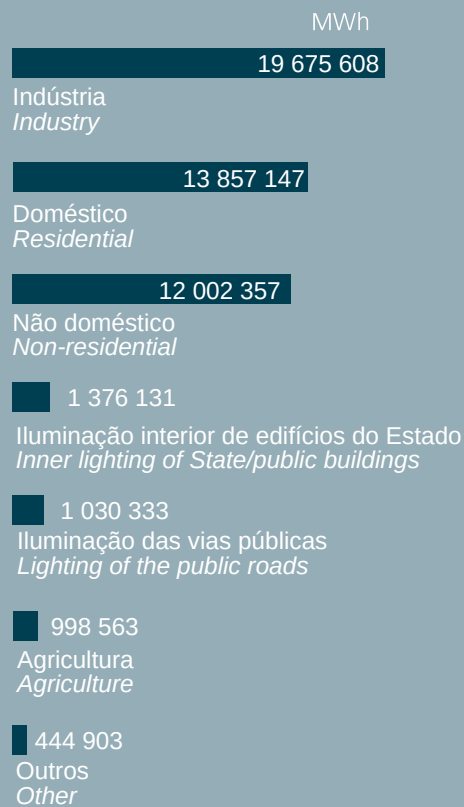 MWh
19 675 608
Indústria
Industry
13 857 147
Doméstico
Residential
12 002 357
Não doméstico
Non-residential
1 376 131
Iluminação interior de edifícios do Estado
Inner lighting of State/public buildings
1 030 333
Iluminação das vias públicas
Lighting of the public roads
998 563
Agricultura
Agriculture
444 903
Outros
Other